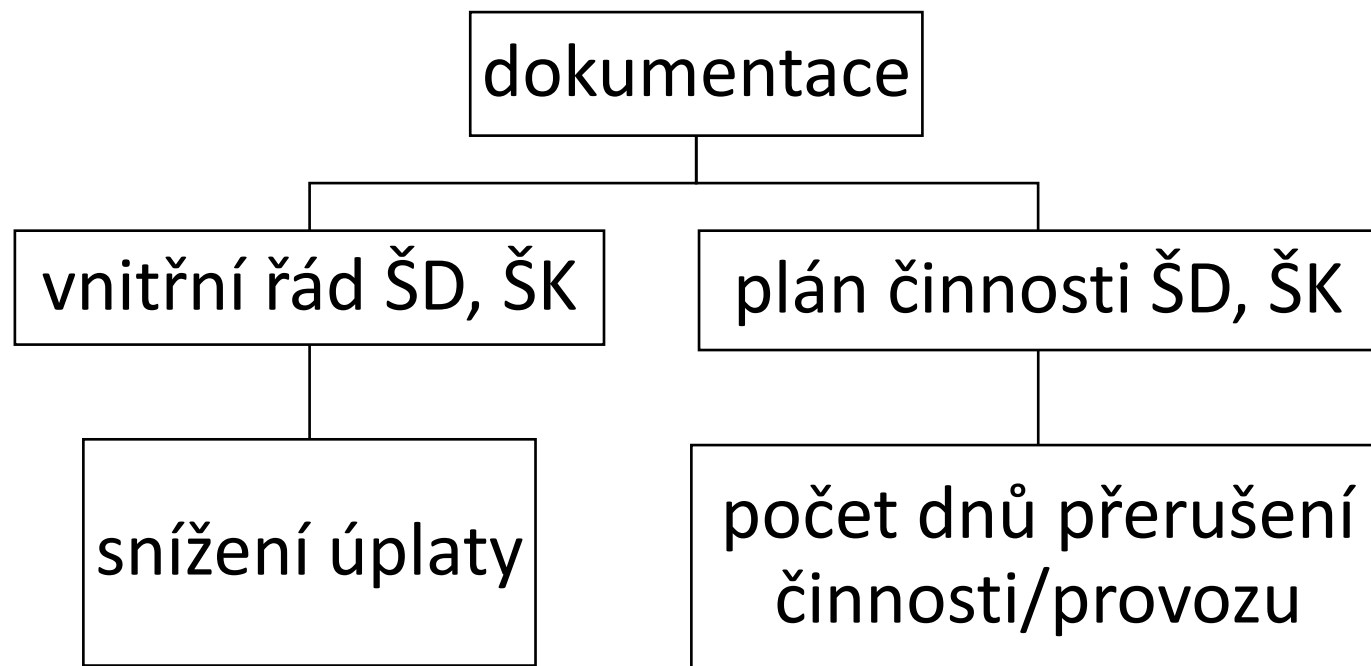 dokumentace
vnitřní řád ŠD, ŠK
plán činnosti ŠD, ŠK
snížení úplaty
počet dnů přerušení
činnosti/provozu